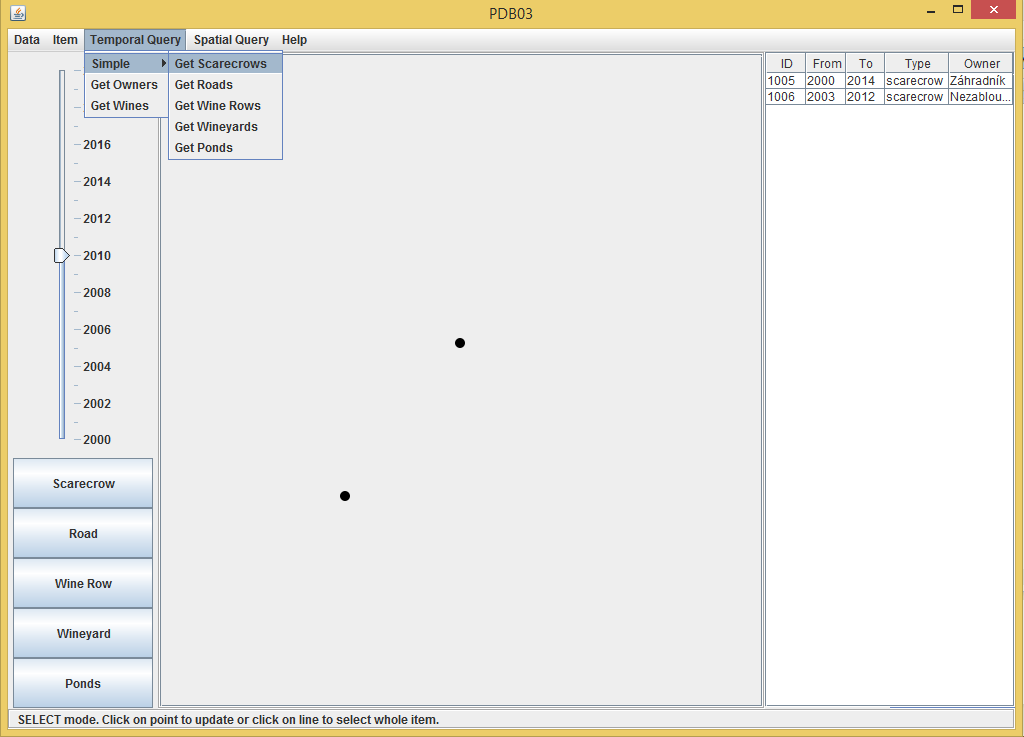 PDB03
Data Item Temporal Query Spatial Query Help
Simple
Get Owners
Get Wines
Get Scarecrows
Get Roads
Get Wine Rows
Get Wineyards
Get Ponds
2016
2014
2012
2010
2008
2006
2004
2002
2000
Scarecrow
Road
Wine Row
Wineyard
Ponds
ID From To Type Owner
1005 2000 2014 scarecrow Záhradník
1006 2003 2012 scarecrow Nezablou...
SELECT mode. Click on point to update or click on line to select whole item.